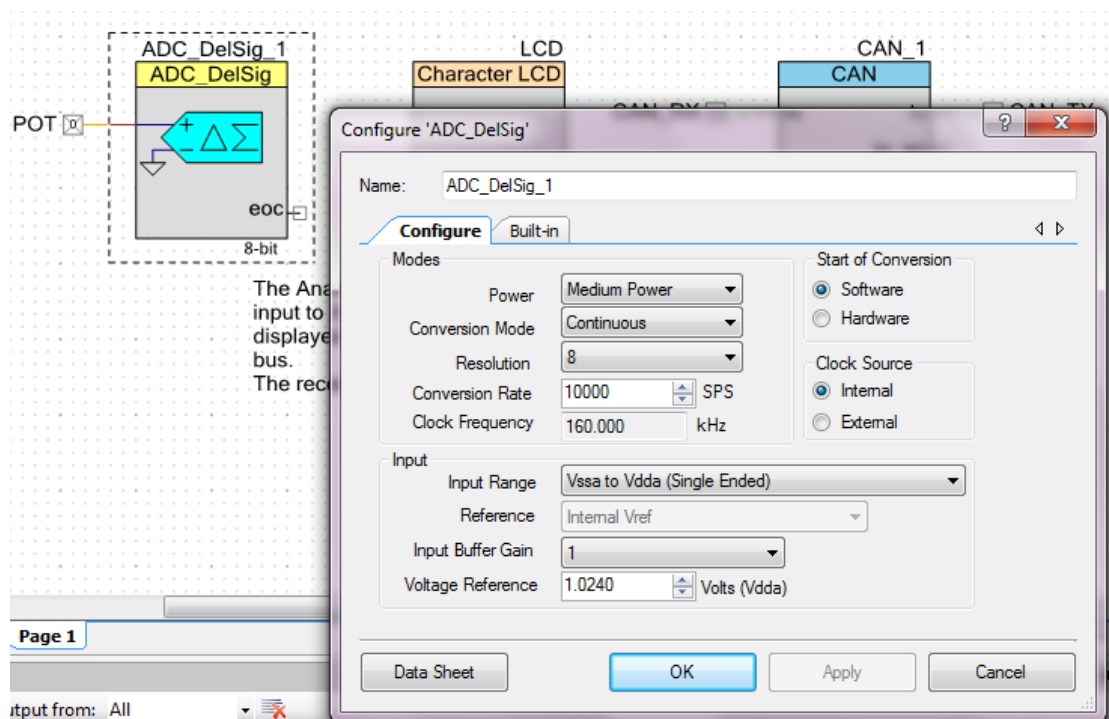 ADC_DelSig_1
ADC_DelSig
POT
eoc
8-bit
LCD
Character LCD
CAN_1
CAN
CAN_RX
CAN_TX
The Ana
input to
displaye
bus.
The rece
Configure 'ADC_DelSig'
Name: ADC_DelSig_1
Configure Built-in
Modes
Power Medium Power
Conversion Mode Continuous
Resolution 8
Conversion Rate 10000 SPS
Clock Frequency 160.000 kHz
Start of Conversion
Software
Hardware
Clock Source
Internal
External
Input
Input Range Vssa to Vdda (Single Ended)
Reference Internal Vref
Input Buffer Gain 1
Voltage Reference 1.0240 Volts (Vdda)
Data Sheet OK Apply Cancel
Page 1
utput from: All